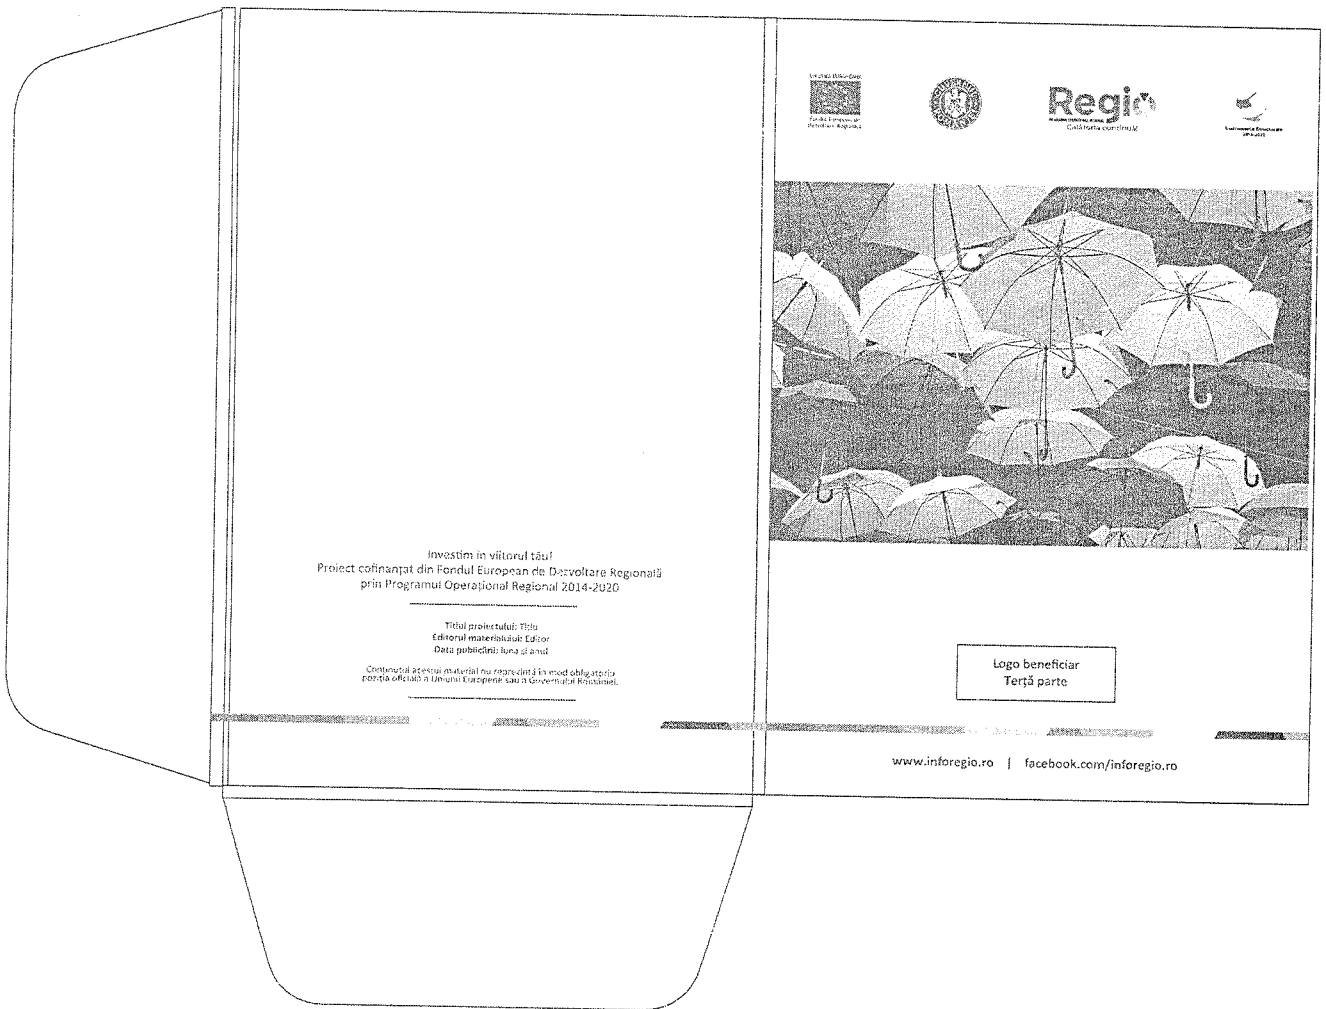 Investim în viitorul tău!
Proiect cofinanțat din Fondul European de Dezvoltare Regională
prin Programul Operațional Regional 2014-2020
Titlul proiectului: Titlu
Editorul materialului: Editor
Data publicării: luna și anul
Conținutul acestui material nu reprezintă în mod obligatoriu
poziția oficială a Uniunii Europene sau a Guvernului României.
Regio
Călătoria continuă!
Logo beneficiar
Terță parte
www.inforegio.ro | facebook.com/inforegio.ro